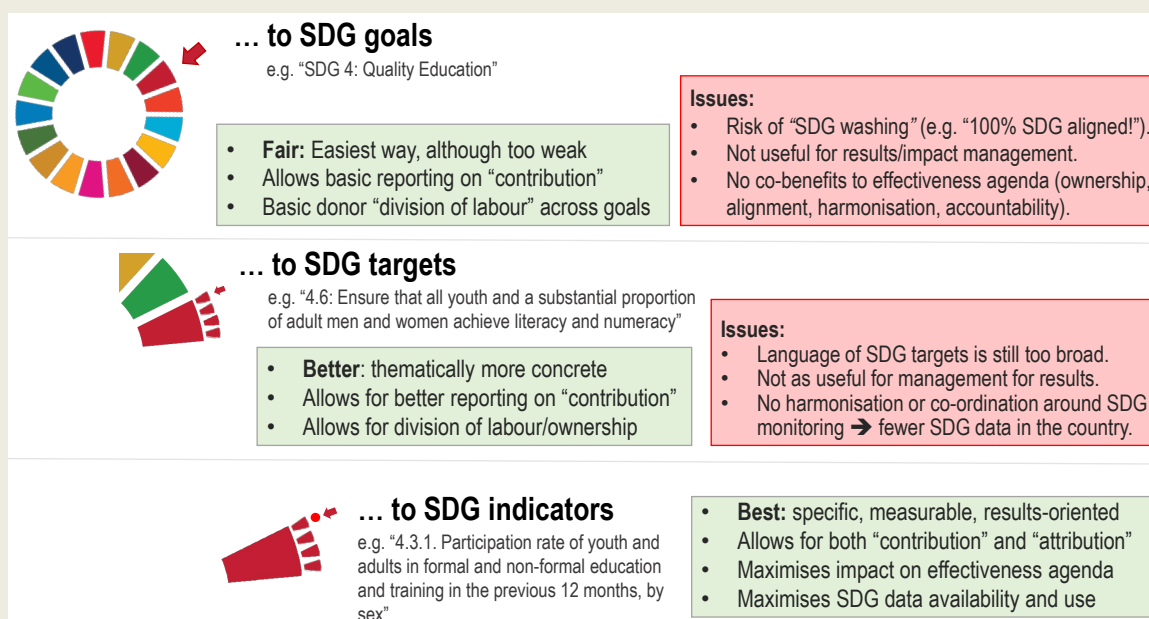 … to SDG goals
e.g. “SDG 4: Quality Education”
• Fair: Easiest way, although too weak
• Allows basic reporting on “contribution”
• Basic donor “division of labour” across goals
Issues:
• Risk of “SDG washing” (e.g. “100% SDG aligned!”).
• Not useful for results/impact management.
• No co-benefits to effectiveness agenda (ownership,
alignment, harmonisation, accountability).
… to SDG targets
e.g. “4.6: Ensure that all youth and a substantial proportion
of adult men and women achieve literacy and numeracy”
• Better: thematically more concrete
• Allows for better reporting on “contribution”
• Allows for division of labour/ownership
Issues:
• Language of SDG targets is still too broad.
• Not as useful for management for results.
• No harmonisation or co-ordination around SDG
monitoring ➔ fewer SDG data in the country.
… to SDG indicators
e.g. “4.3.1. Participation rate of youth and
adults in formal and non-formal education
and training in the previous 12 months, by
sex”
• Best: specific, measurable, results-oriented
• Allows for both “contribution” and “attribution”
• Maximises impact on effectiveness agenda
• Maximises SDG data availability and use